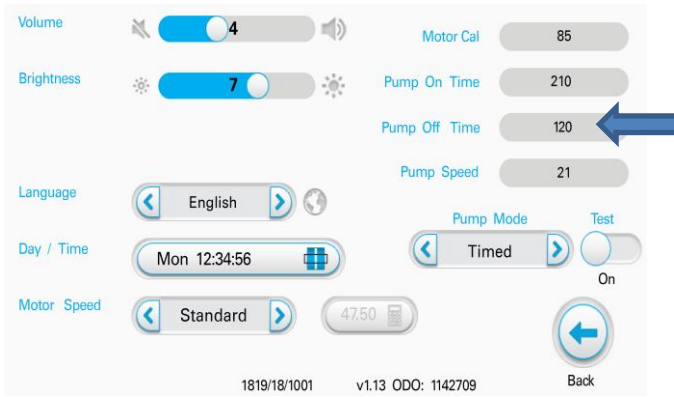 Volume
4
Motor Cal
85
Brightness
7
Pump On Time
210
Pump Off Time
120
Pump Speed
21
Language
English
Pump Mode
Test
Day / Time
Mon 12:34:56
Timed
On
Motor Speed
Standard
47.50
Back
1819/18/1001
v1.13 ODO: 1142709